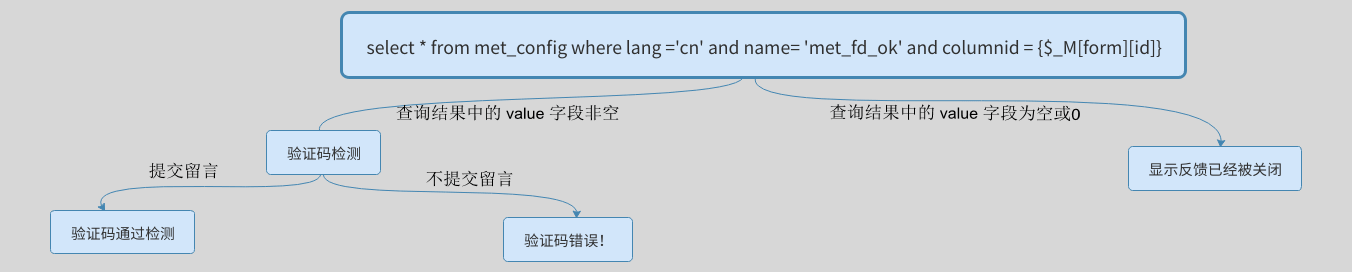 select * from met_config where lang ='cn' and name= 'met_fd_ok' and columnid = {$_M[form][id]}
查询结果中的 value 字段非空
查询结果中的 value 字段为空或0
验证码检测
显示反馈已经被关闭
提交留言
不提交留言
验证码通过检测
验证码错误！